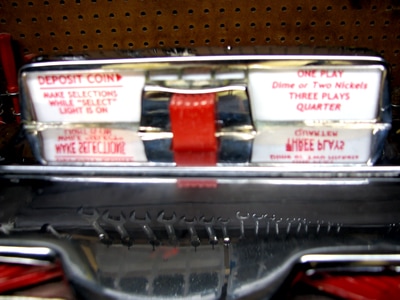 DEPOSIT COIN
MAKE SELECTIONS
WHILE "SELECT"
LIGHT IS ON
ONE PLAY
Dime or Two Nickels
THREE PLAYS
QUARTER